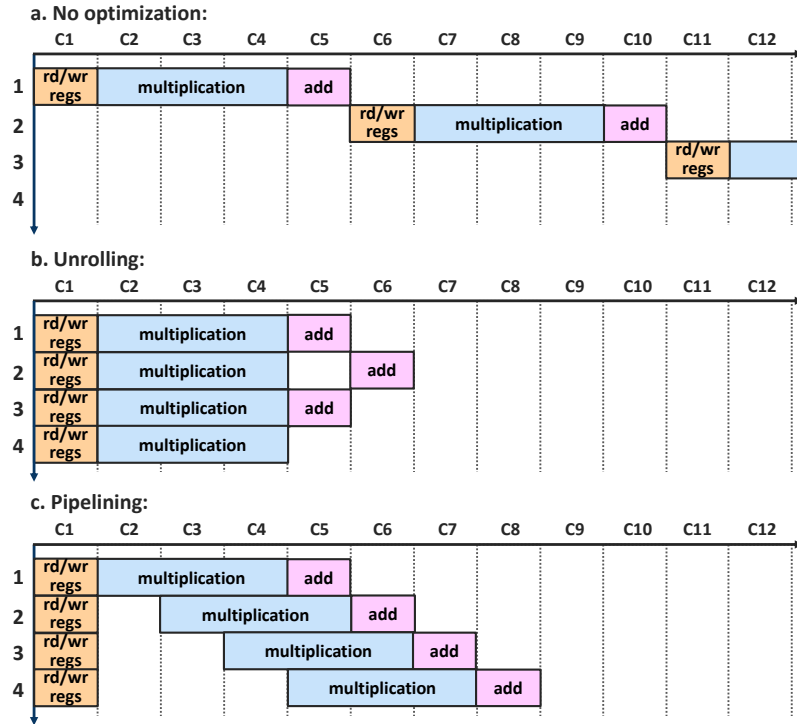 a. No optimization:
C1 C2 C3 C4 C5 C6 C7 C8 C9 C10 C11 C12
1 rd/wr regs multiplication add
2 rd/wr regs multiplication add
3 rd/wr regs
4
b. Unrolling:
C1 C2 C3 C4 C5 C6 C7 C8 C9 C10 C11 C12
1 rd/wr regs multiplication add
2 rd/wr regs multiplication add
3 rd/wr regs multiplication add
4 rd/wr regs multiplication
c. Pipelining:
C1 C2 C3 C4 C5 C6 C7 C8 C9 C10 C11 C12
1 rd/wr regs multiplication add
2 rd/wr regs multiplication add
3 rd/wr regs multiplication add
4 rd/wr regs multiplication add